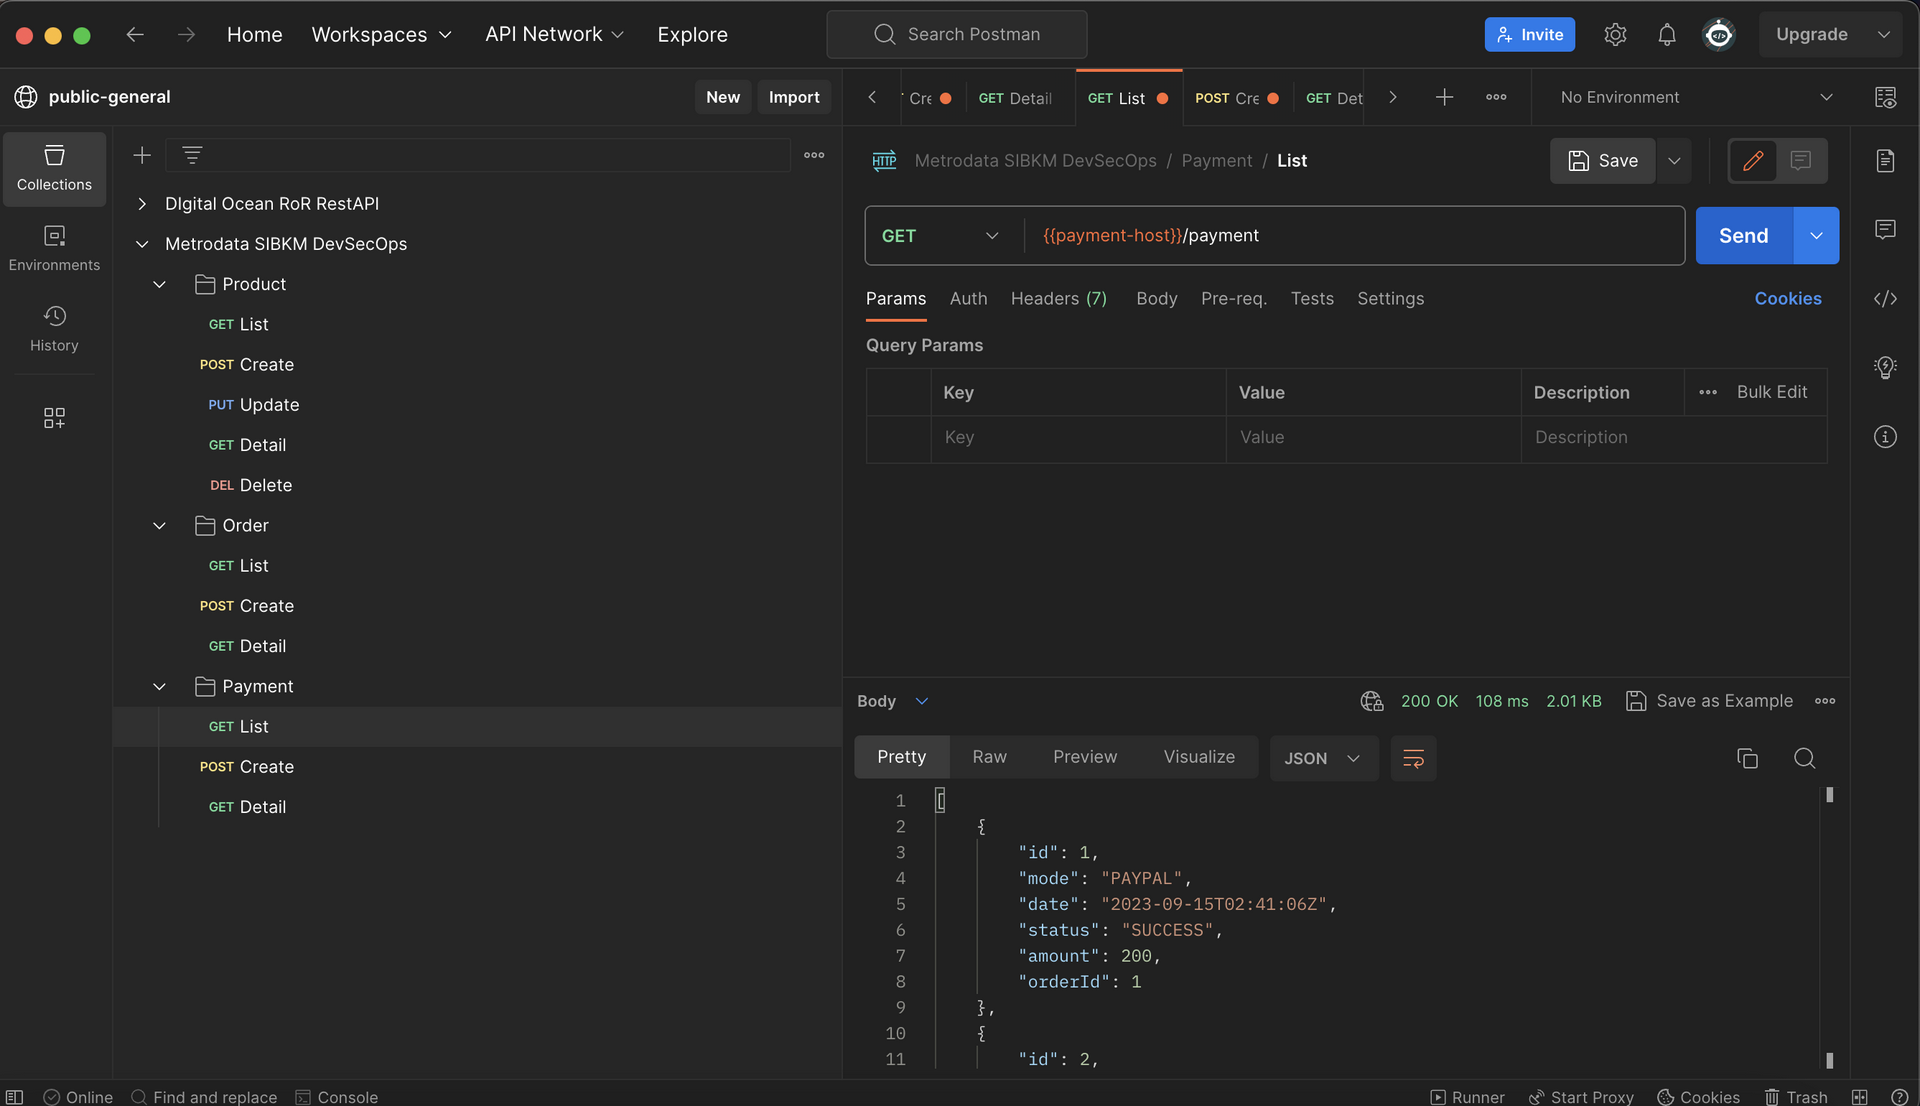 Home Workspaces API Network Explore Search Postman Invite Upgrade
public-general New Import
Cre GET Detail GET List POST Cre GET Det No Environment
Collections
Environments
History
DIgital Ocean RoR RestAPI
Metrodata SIBKM DevSecOps
Product
GET List
POST Create
PUT Update
GET Detail
DEL Delete
Order
GET List
POST Create
GET Detail
Payment
GET List
POST Create
GET Detail
HTTP Metrodata SIBKM DevSecOps / Payment / List Save
GET {{payment-host}}/payment Send
Params Auth Headers (7) Body Pre-req. Tests Settings Cookies
Query Params
Key Value Description Bulk Edit
Key Value Description
Body 200 OK 108 ms 2.01 KB Save as Example
Pretty Raw Preview Visualize JSON
1 [
2 {
3 "id": 1,
4 "mode": "PAYPAL",
5 "date": "2023-09-15T02:41:06Z",
6 "status": "SUCCESS",
7 "amount": 200,
8 "orderId": 1
9 },
10 {
11 "id": 2,
Online Find and replace Console Runner Start Proxy Cookies Trash